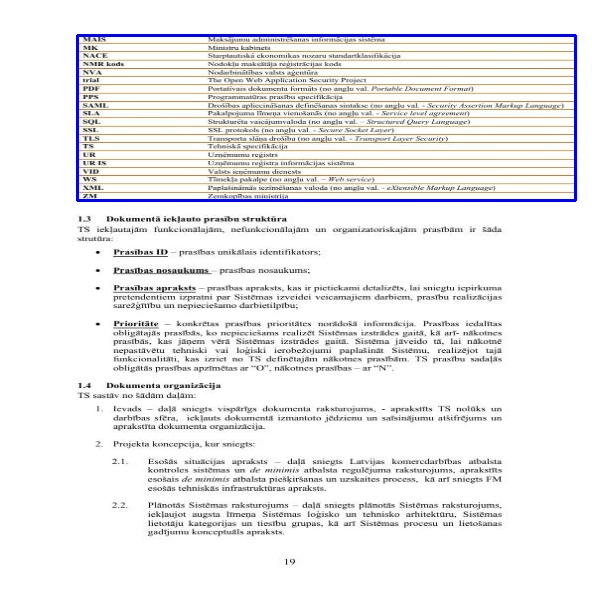 MAIS Maksājumu administrēšanas informācijas sistēma
MK Ministru kabinets
NACE Starptautiskā ekonomikas nozaru standartklasifikācija
NMR kods Nodokļu maksātāja reģistrācijas kods
NVA Nodarbinātības valsts aģentūra
trial The Open Web Application Security Project
PDF Portatīvais dokumenta formāts (no angļu val. Portable Document Format)
PPS Programmatūras prasību specifikācija
SAML Drošības apliecināšanas definēšanas sintakse (no angļu val. - Security Assertion Markup Language)
SLA Pakalpojuma līmeņa vienošanās (no angļu val. - Service level agreement)
SQL Strukturēta vaicājumvaloda (no angļu val. – Structured Query Language)
SSL SSL protokols (no angļu val. - Secure Socket Layer)
TLS Transporta slāņa drošība (no angļu val. - Transport Layer Security)
TS Tehniskā specifikācija
UR Uzņēmumu reģistrs
UR IS Uzņēmumu reģistra informācijas sistēma
VID Valsts ieņēmumu dienests
WS Tīmekļa pakalpe (no angļu val. – Web service)
XML Paplašināmās iezīmēšanas valoda (no angļu val. - eXtensible Markup Language)
ZM Zemkopības ministrija
1.3 Dokumentā iekļauto prasību struktūra
TS iekļautajām funkcionālajām, nefunkcionālajām un organizatoriskajām prasībām ir šāda
strutūra:
• Prasības ID – prasības unikālais identifikators;
• Prasības nosaukums – prasības nosaukums;
• Prasības apraksts – prasības apraksts, kas ir pietiekami detalizēts, lai sniegtu iepirkuma
pretendentiem izpratni par Sistēmas izveidei veicamajiem darbiem, prasību realizācijas
sarežģītību un nepieciešamo darbietilpību;
• Prioritāte – konkrētas prasības prioritātes norādošā informācija. Prasības iedalītas
obligātajās prasībās, ko nepieciešams realizēt Sistēmas izstrādes gaitā, kā arī- nākotnes
prasībās, kas jāņem vērā Sistēmas izstrādes gaitā. Sistēma jāveido tā, lai nākotnē
nepastāvētu tehniski vai loģiski ierobežojumi paplašināt Sistēmu, realizējot tajā
funkcionalitāti, kas izriet no TS definētajām nākotnes prasībām. TS prasību sadaļās
obligātās prasības apzīmētas ar “O”, nākotnes prasības – ar “N”.
1.4 Dokumenta organizācija
TS sastāv no šādām daļām:
1. Ievads – daļā sniegts vispārīgs dokumenta raksturojums, - aprakstīts TS nolūks un
darbības sfēra, iekļauts dokumentā izmantoto jēdzienu un saīsinājumu atšifrējums un
aprakstīta dokumenta organizācija.
2. Projekta koncepcija, kur sniegts:
2.1. Esošās situācijas apraksts – daļā sniegts Latvijas komercdarbības atbalsta
kontroles sistēmas un de minimis atbalsta regulējuma raksturojums, aprakstīts
esošais de minimis atbalsta piešķiršanas un uzskaites process, kā arī sniegts FM
esošās tehniskās infrastruktūras apraksts.
2.2. Plānotās Sistēmas raksturojums – daļā sniegts plānotās Sistēmas raksturojums,
iekļaujot augsta līmeņa Sistēmas loģisko un tehnisko arhitektūru, Sistēmas
lietotāju kategorijas un tiesību grupas, kā arī Sistēmas procesu un lietošanas
gadījumu konceptuāls apraksts.
19